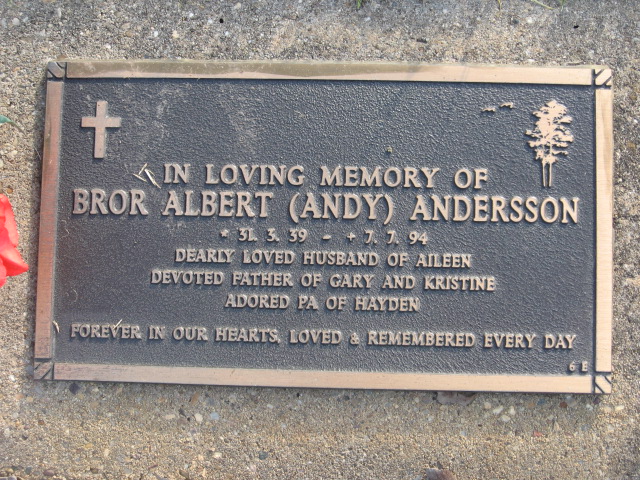 IN LOVING MEMORY OF
BROR ALBERT (ANDY) ANDERSSON
* 31. 3. 39 - + 7. 7. 94
DEARLY LOVED HUSBAND OF AILEEN
DEVOTED FATHER OF GARY AND KRISTINE
ADORED PA OF HAYDEN
FOREVER IN OUR HEARTS, LOVED & REMEMBERED EVERY DAY
6 E